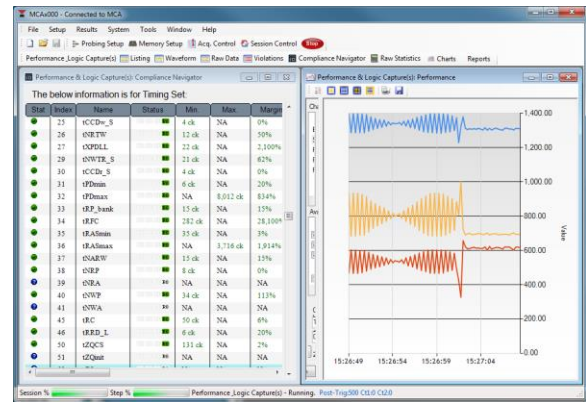 MCAx000 - Connected to MCA
File Setup Results System Tools Window Help
Probing Setup Memory Setup Acq. Control Session Control Stop
Performance ,Logic Capture(s): Listing Waveform Raw Data Violations Compliance Navigator Raw Statistics Charts Reports
Performance & Logic Capture(s): Compliance Navigator
The below information is for Timing Set:
Stat Index Name Status Min. Max. Margin
25 tCCDw_S 4 ck NA 0%
26 tNRTW 12 ck NA 50%
27 tXPDLL 22 ck NA 2,100%
29 tNWTR_S 21 ck NA 62%
30 tCCDr_S 4 ck NA 0%
31 tPDmin 6 ck NA 20%
32 tPDmax NA 8,012 ck 834%
33 tRP_bank 15 ck NA 15%
34 tRFC 282 ck NA 28,100%
35 tRASmin 35 ck NA 3%
36 tRASmax NA 3,736 ck 1,914%
37 tNARW 15 ck NA 15%
38 tNRP 8 ck NA 0%
39 tNRA NA NA NA
40 tNWP 34 ck NA 113%
41 tNWA NA NA NA
45 tRC 50 ck NA 6%
46 tRRD_L 6 ck NA 20%
50 tZQCS 131 ck NA 2%
51 tZQinit NA NA NA
Performance & Logic Capture(s): Performance
1,400.00
1,200.00
1,000.00
800.00
600.00
400.00
200.00
0.00
Value
15:26:49 15:26:54 15:26:59 15:27:04
Session % Step % Performance ,Logic Capture(s) - Running. Post-Trig:500 Ct1:0 Ct2:0